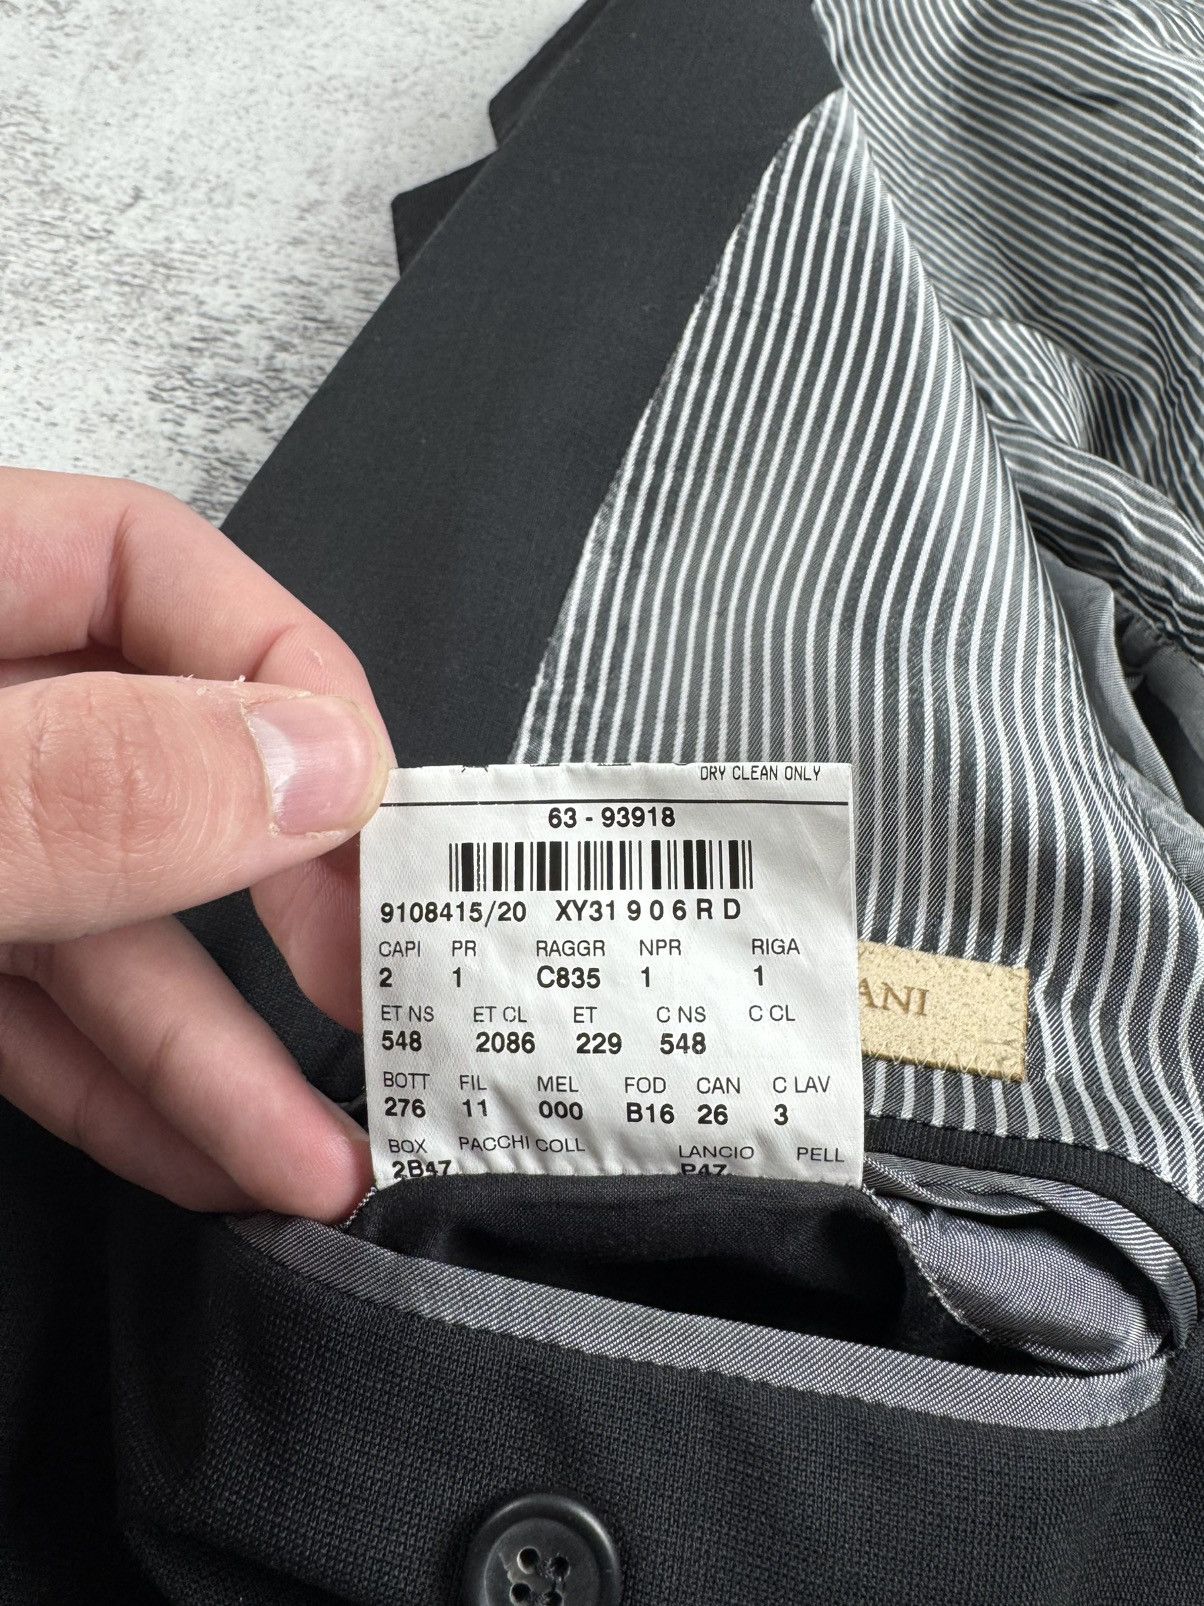 DRY CLEAN ONLY
63 - 93918
9108415/20 XY31 9 0 6 R D
CAPI PR RAGGR NPR RIGA
2 1 C835 1 1
ET NS ET CL ET C NS C CL
548 2086 229 548
ANI
BOTT FIL MEL FOD CAN C LAV
276 11 000 B16 26 3
BOX PACCHI COLL LANCIO PELL
2B47 P47